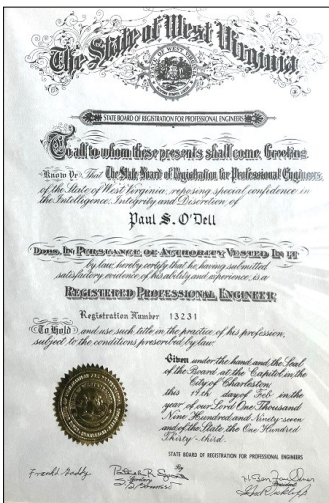 The State of West Virginia
STATE BOARD OF REGISTRATION FOR PROFESSIONAL ENGINEERS
To all to whom these presents shall come, Greeting
Know Ye That The State Board of Registration for Professional Engineers
of the State of West Virginia, reposing special confidence in
the Intelligence, Integrity and Discretion of
Paul S. O'Dell
Does, In Pursuance of Authority Vested In It
by law, hereby certify that he having submitted
satisfactory evidence of his ability and experience, is a
REGISTERED PROFESSIONAL ENGINEER
Registration Number 13231
To Hold and use such title in the practice of his profession,
subject to the conditions prescribed by law.
Given under the hand and the Seal
of the Board, at the Capitol, in the
City of Charleston
this 19th day of Feb in the
year of our Lord One Thousand
Nine Hundred and Ninety-seven
and of the State the One Hundred
Thirty-third.
STATE BOARD OF REGISTRATION FOR PROFESSIONAL ENGINEERS
By